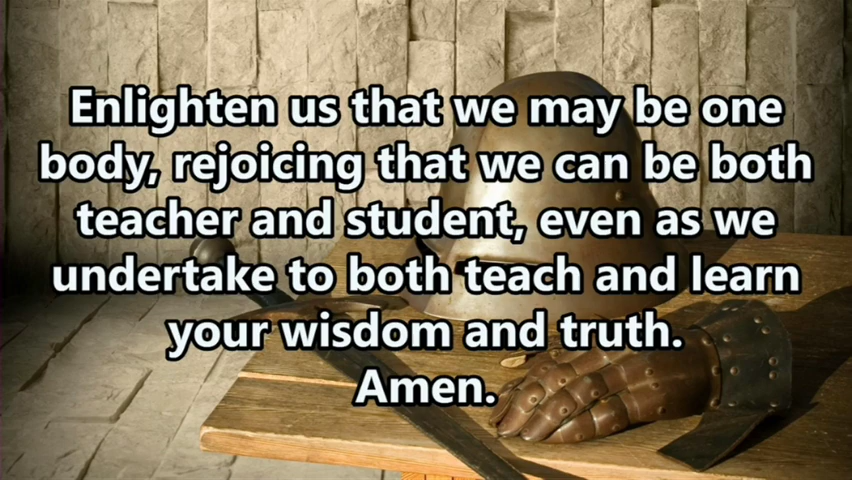 Enlighten us that we may be one
body, rejoicing that we can be both
teacher and student, even as we
undertake to both teach and learn
your wisdom and truth.
Amen.